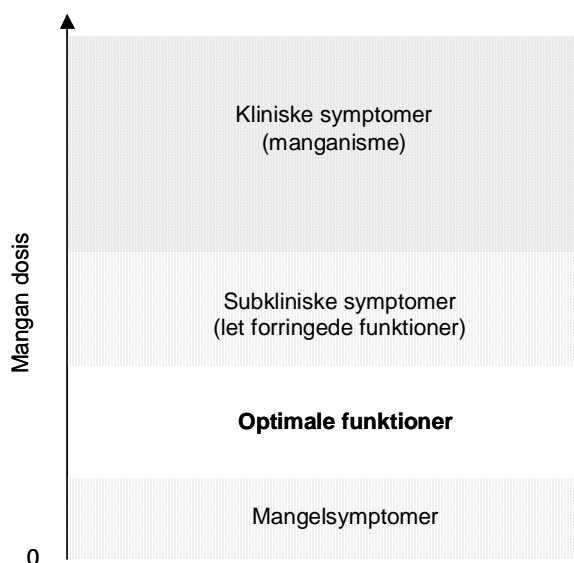 Kliniske symptomer
(manganisme)
Subkliniske symptomer
(let forringede funktioner)
Mangan dosis
Optimale funktioner
Mangelsymptomer
0